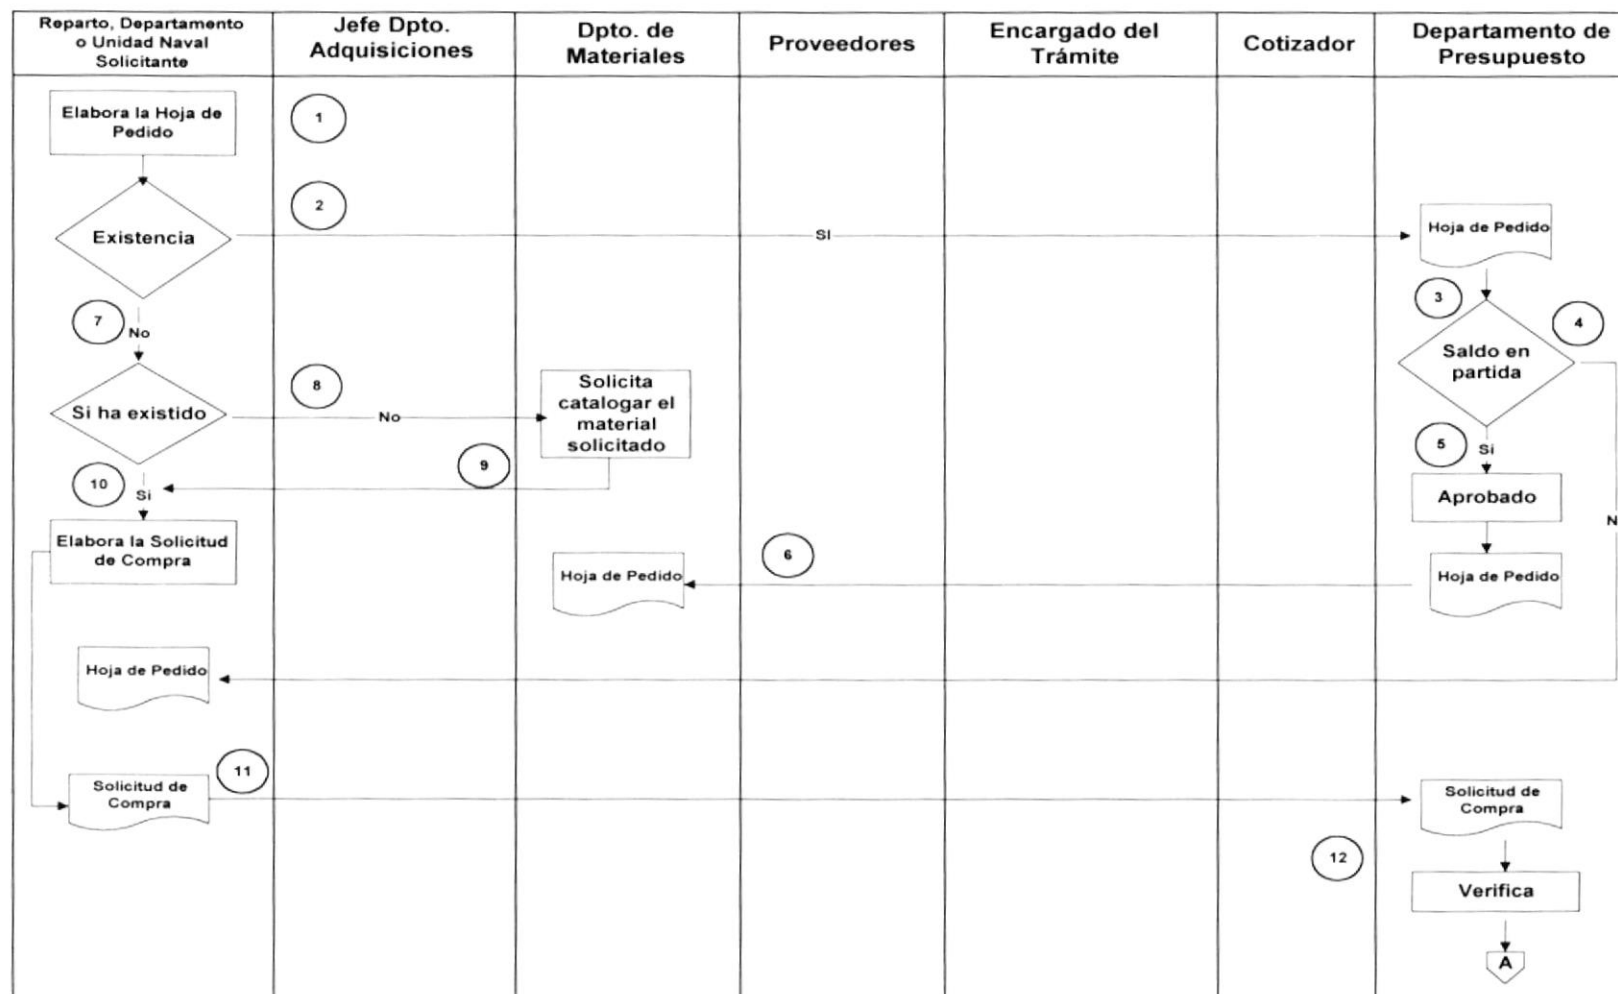 Reparto, Departamento
o Unidad Naval
Solicitante
Jefe Dpto.
Adquisiciones
Dpto. de
Materiales
Proveedores
Encargado del
Trámite
Cotizador
Departamento de
Presupuesto
Elabora la Hoja de
Pedido
1
2
Existencia
SI
Hoja de Pedido
3
4
7
No
Saldo en
partida
8
Si ha existido
No
Solicita
catalogar el
material
solicitado
5
Si
9
10
Si
Aprobado
N
Elabora la Solicitud
de Compra
6
Hoja de Pedido
Hoja de Pedido
Hoja de Pedido
11
Solicitud de
Compra
Solicitud de
Compra
12
Verifica
A